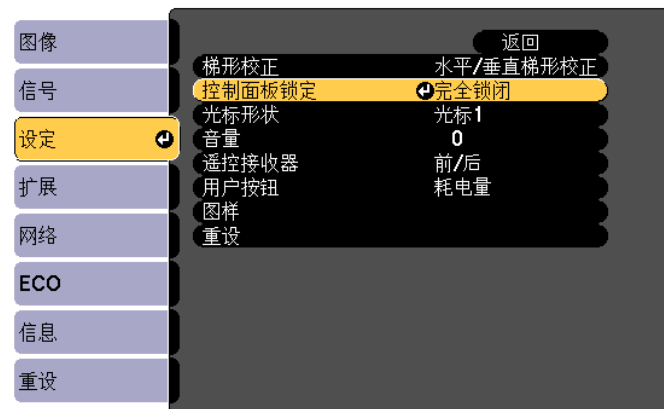 图像
信号
设定
扩展
网络
ECO
信息
重设
返回
梯形校正 水平/垂直梯形校正
控制面板锁定 完全锁闭
光标形状 光标1
音量 0
遥控接收器 前/后
用户按钮 耗电量
图样
重设